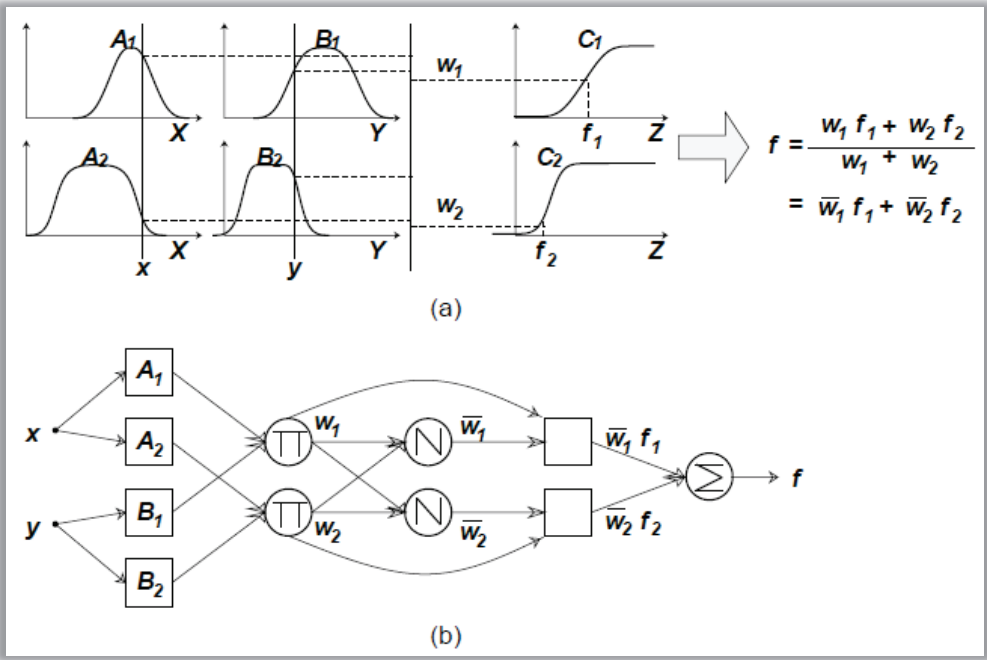 A₁ B₁ w₁ C₁
X Y f₁ Z
f = (w₁ f₁ + w₂ f₂) / (w₁ + w₂)
= w̅₁ f₁ + w̅₂ f₂
A₂ B₂ w₂ C₂
X Y f₂ Z
x y
(a)
A₁
x A₂ ∏ w₁ N w̅₁ w̅₁ f₁
Σ f
y B₁ ∏ w₂ N w̅₂ w̅₂ f₂
B₂
(b)